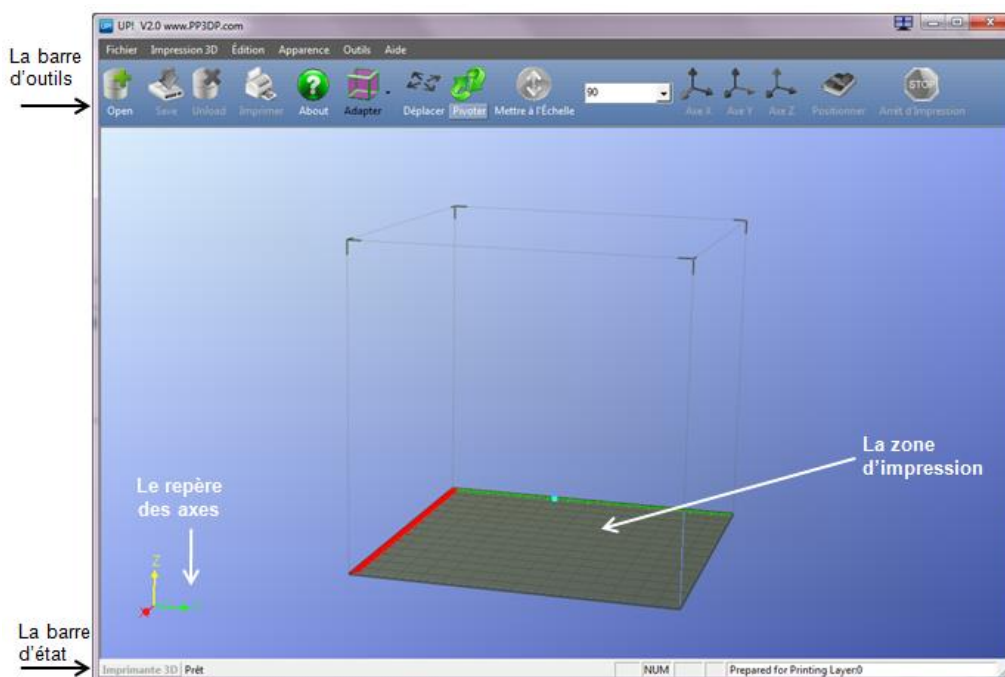 UP! V2.0 www.PP3DP.com
Fichier Impression 3D Édition Apparence Outils Aide
La barre
d'outils
90
STOP
Open Save Unload Imprimer About Adapter Déplacer Pivoter Mettre à l'Échelle Axe X Axe Y Axe Z Positionner Arrêt d'Impression
La zone
d'impression
Le repère
des axes
Z
La barre
d'état
Imprimante 3D Prêt NUM Prepared for Printing Layer:0